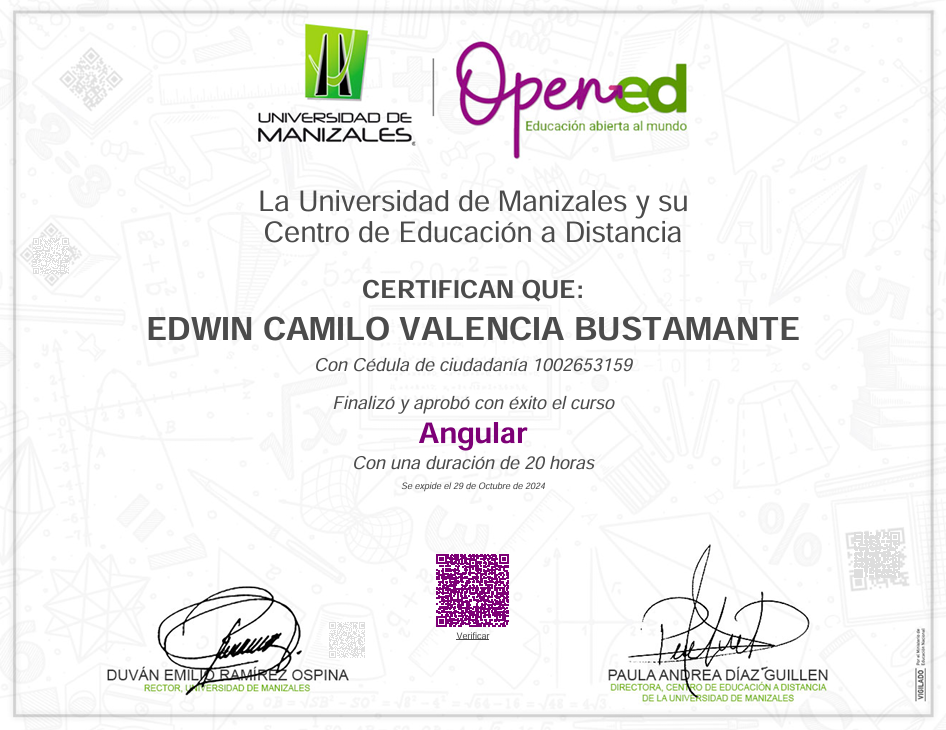 UNIVERSIDAD DE
MANIZALES
Open-ed
Educación abierta al mundo
La Universidad de Manizales y su
Centro de Educación a Distancia
CERTIFICAN QUE:
EDWIN CAMILO VALENCIA BUSTAMANTE
Con Cédula de ciudadanía 1002653159
Finalizó y aprobó con éxito el curso
Angular
Con una duración de 20 horas
Se expide el 29 de Octubre de 2024
Verificar
DUVÁN EMILIO RAMÍREZ OSPINA
RECTOR, UNIVERSIDAD DE MANIZALES
PAULA ANDREA DÍAZ GUILLEN
DIRECTORA, CENTRO DE EDUCACIÓN A DISTANCIA
DE LA UNIVERSIDAD DE MANIZALES
VIGILADO
Por el Ministerio de
Educación Nacional